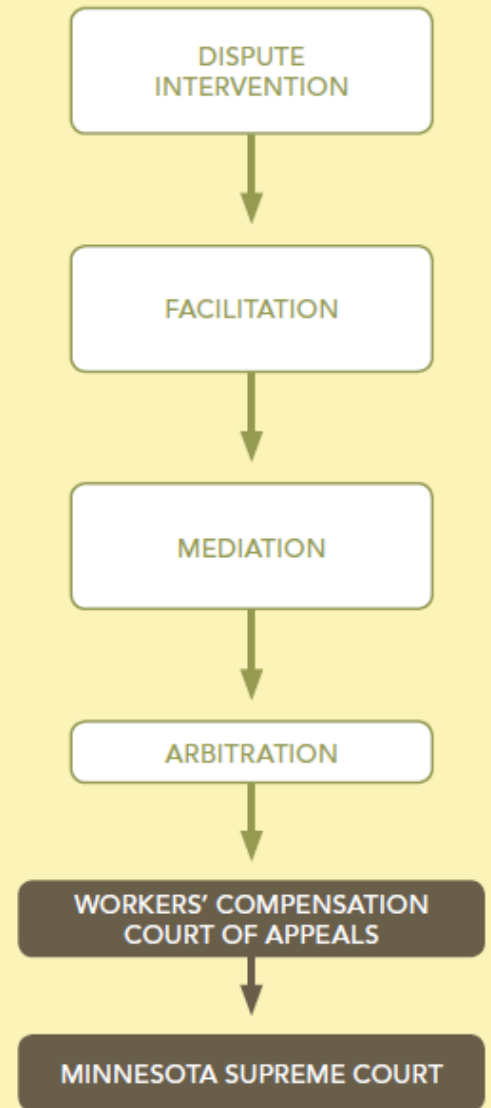 DISPUTE
INTERVENTION
FACILITATION
MEDIATION
ARBITRATION
WORKERS’ COMPENSATION
COURT OF APPEALS
MINNESOTA SUPREME COURT